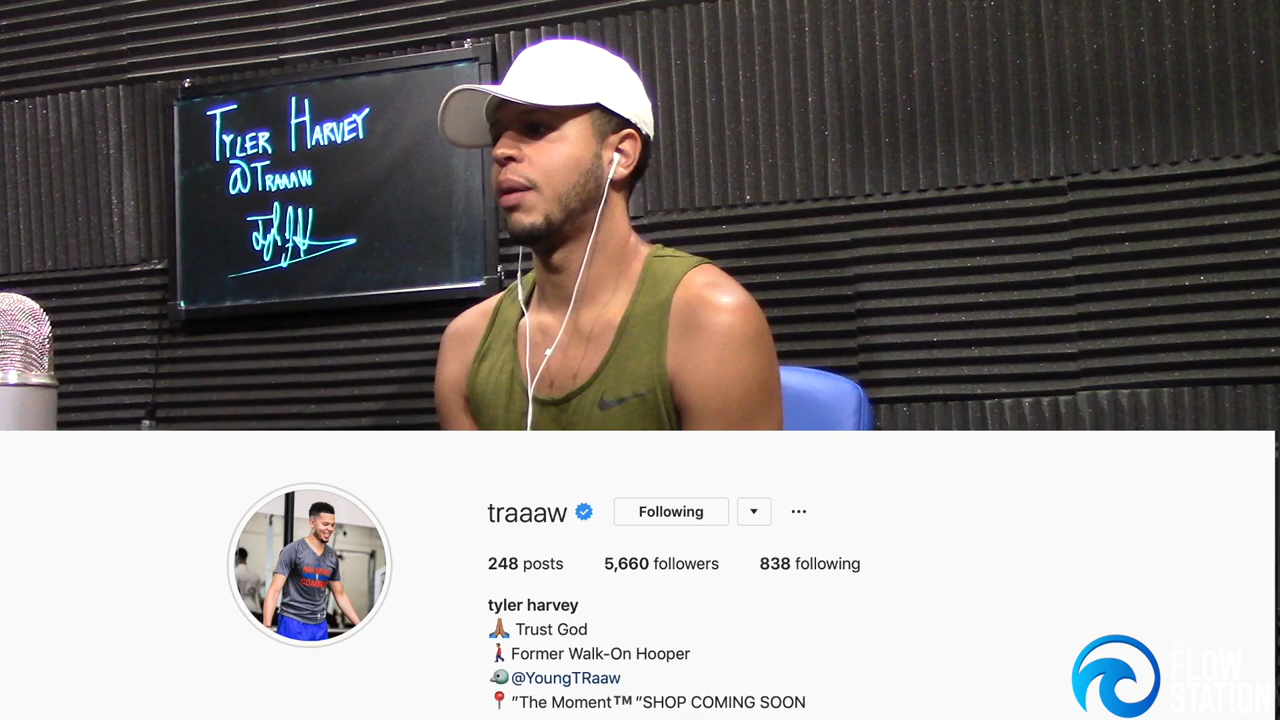 TYLER HARVEY
@TRAAAW
traaaw
Following
248 posts 5,660 followers 838 following
tyler harvey
🙏🏽 Trust God
🚶🏽 Former Walk-On Hooper
@YoungTRaaw
📍 "The Moment™ "SHOP COMING SOON
FLOW
STATION